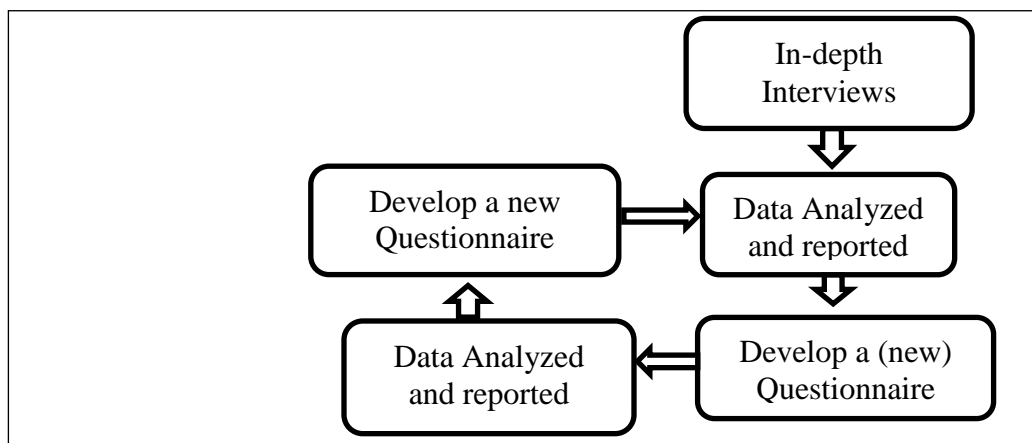 In-depth
Interviews
Develop a new
Questionnaire
Data Analyzed
and reported
Data Analyzed
and reported
Develop a (new)
Questionnaire